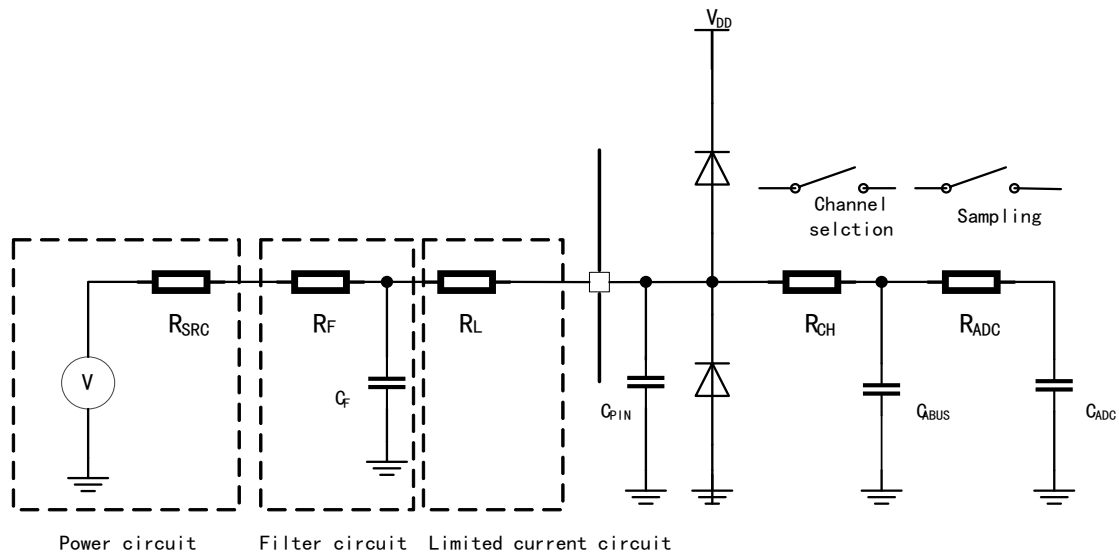 VDD
Channel
selction
Sampling
RSRC
RF
RL
RCH
RADC
V
CF
CPIN
CABUS
CADC
Power circuit
Filter circuit
Limited current circuit